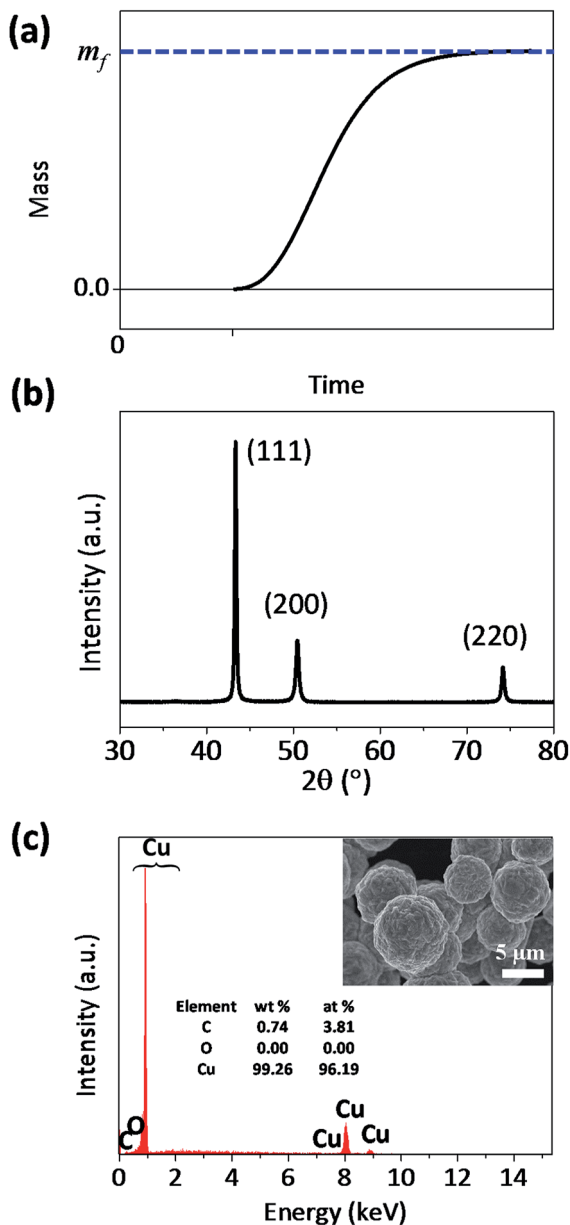 (a)
m_f
Mass
0.0
0
Time
(b)
Intensity (a.u.)
(111)
(200)
(220)
30 40 50 60 70 80
2θ (°)
(c)
Intensity (a.u.)
Cu
5 μm
Element wt % at %
C 0.74 3.81
O 0.00 0.00
Cu 99.26 96.19
O
C
Cu
Cu
Cu
0 2 4 6 8 10 12 14
Energy (keV)